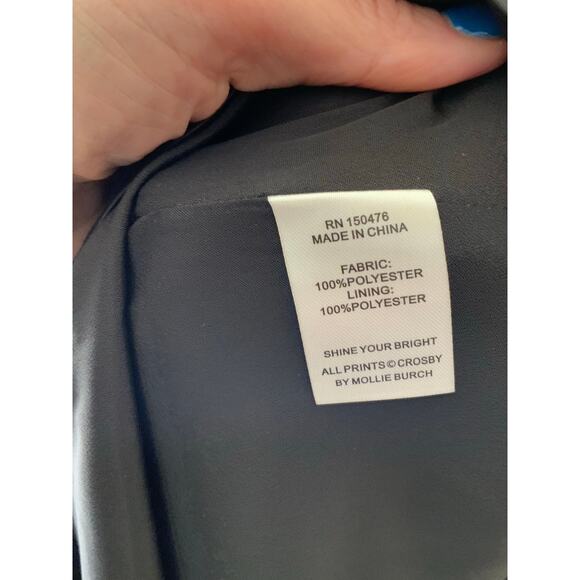 RN 150476
MADE IN CHINA
FABRIC:
100%POLYESTER
LINING:
100%POLYESTER
SHINE YOUR BRIGHT
ALL PRINTS©CROSBY
BY MOLLIE BURCH